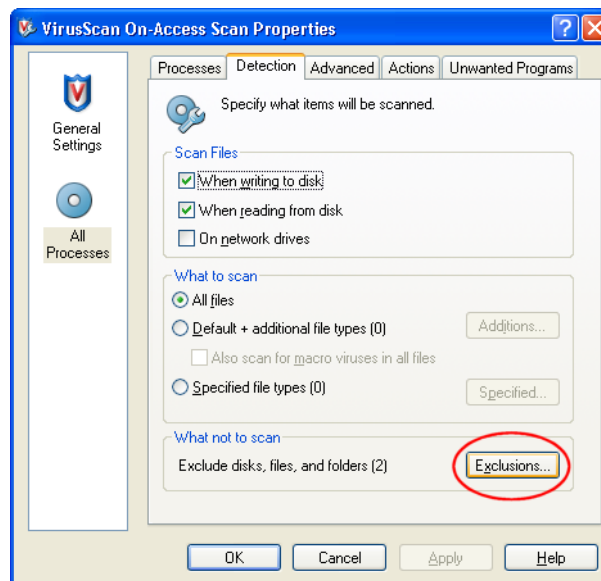 VirusScan On-Access Scan Properties
General
Settings
All
Processes
Processes Detection Advanced Actions Unwanted Programs
Specify what items will be scanned.
Scan Files
When writing to disk
When reading from disk
On network drives
What to scan
All files
Default + additional file types (0) Additions...
Also scan for macro viruses in all files
Specified file types (0) Specified...
What not to scan
Exclude disks, files, and folders (2) Exclusions...
OK Cancel Apply Help